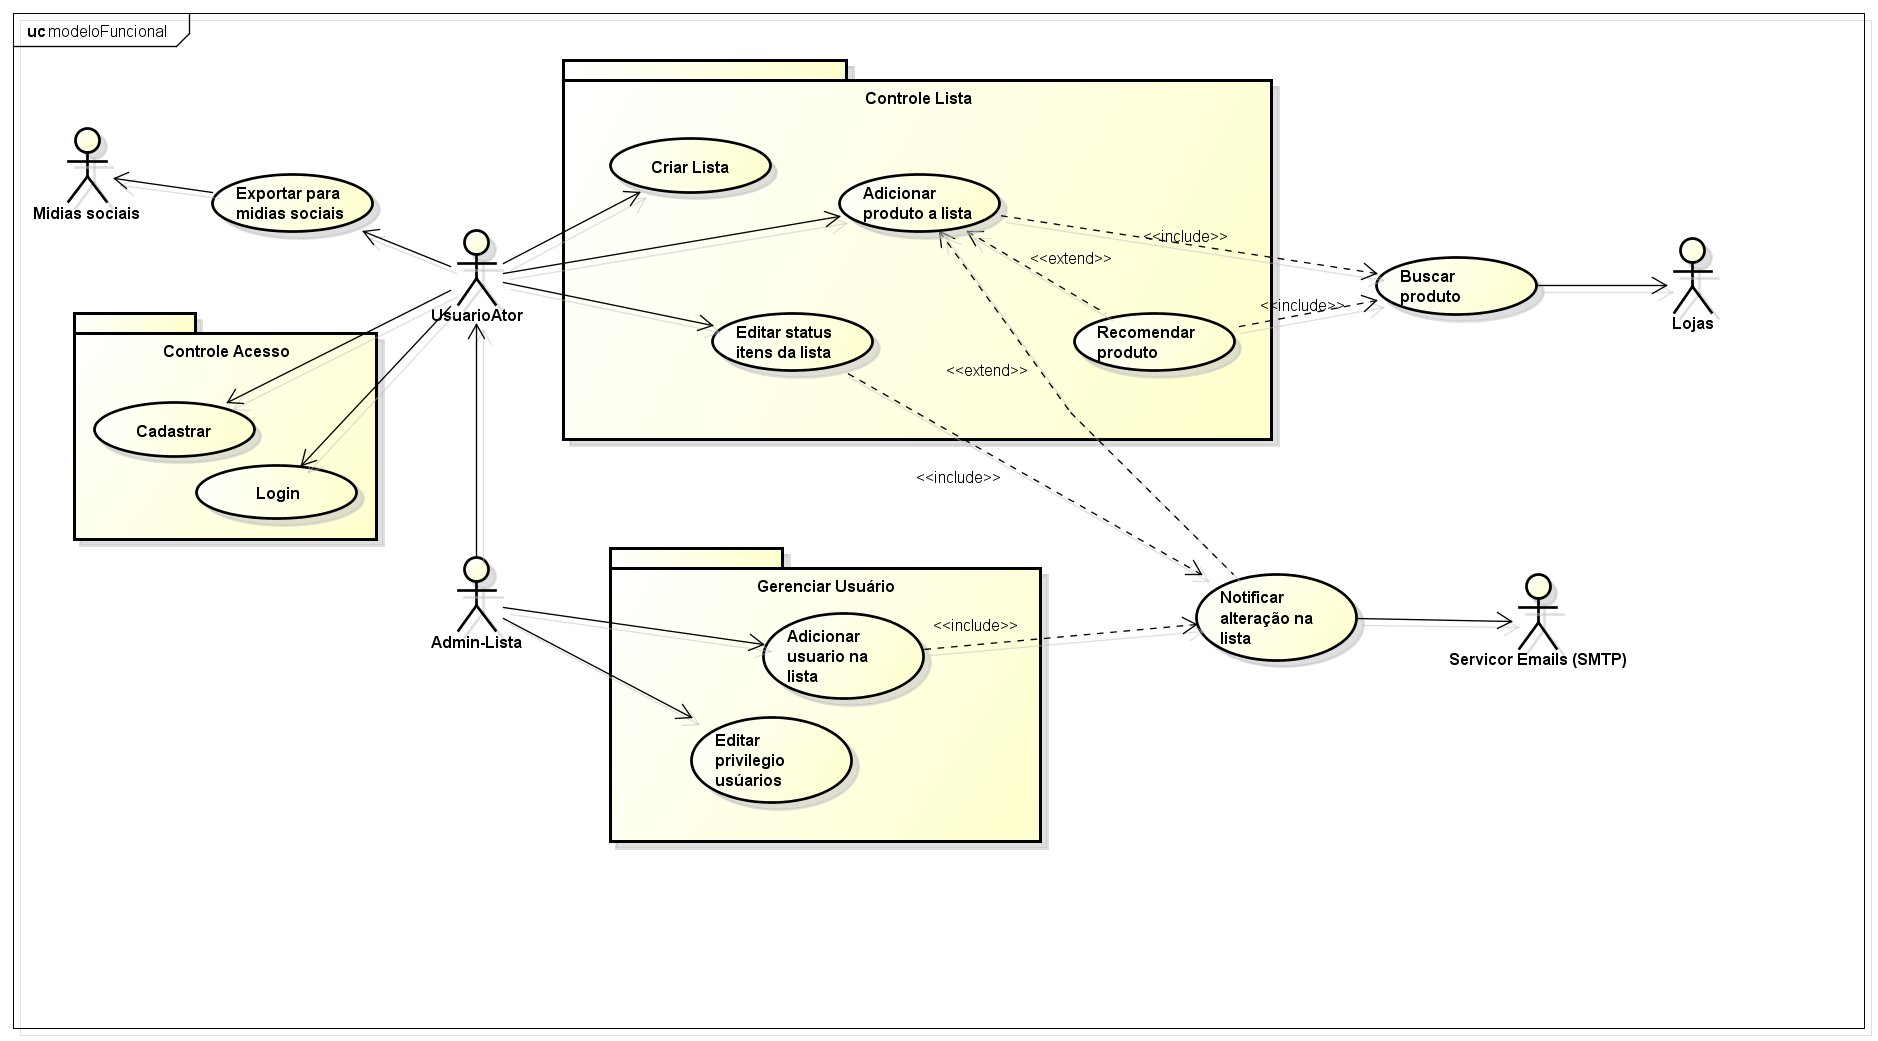 uc modeloFuncional
Controle Lista
Midias sociais
Exportar para
midias sociais
Criar Lista
Adicionar
produto a lista
<<include>>
<<extend>>
UsuarioAtor
Buscar
produto
Lojas
<<include>>
Editar status
itens da lista
Recomendar
produto
<<extend>>
Controle Acesso
Cadastrar
Login
<<include>>
Admin-Lista
Gerenciar Usuário
Adicionar
usuario na
lista
<<include>>
Notificar
alteração na
lista
Servicor Emails (SMTP)
Editar
privilegio
usúarios